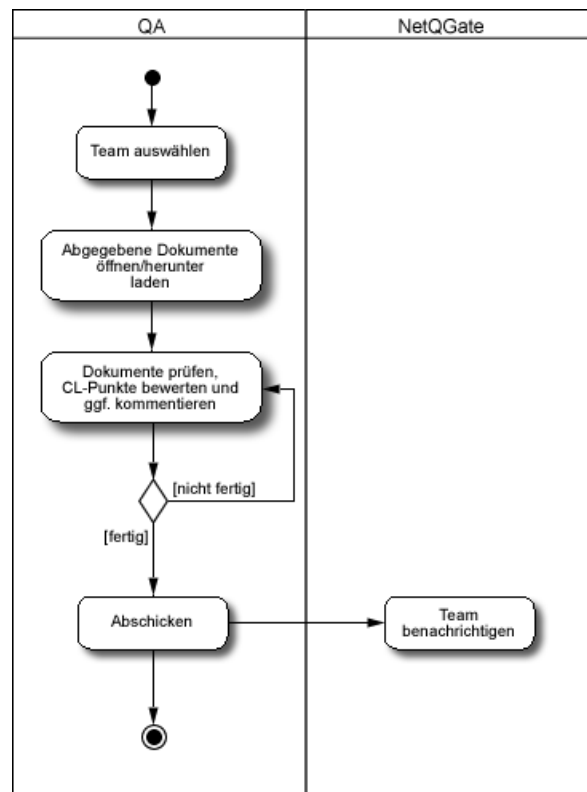 QA
NetQGate
Team auswählen
Abgegebene Dokumente
öffnen/herunter
laden
Dokumente prüfen,
CL-Punkte bewerten und
ggf. kommentieren
[nicht fertig]
[fertig]
Abschicken
Team
benachrichtigen